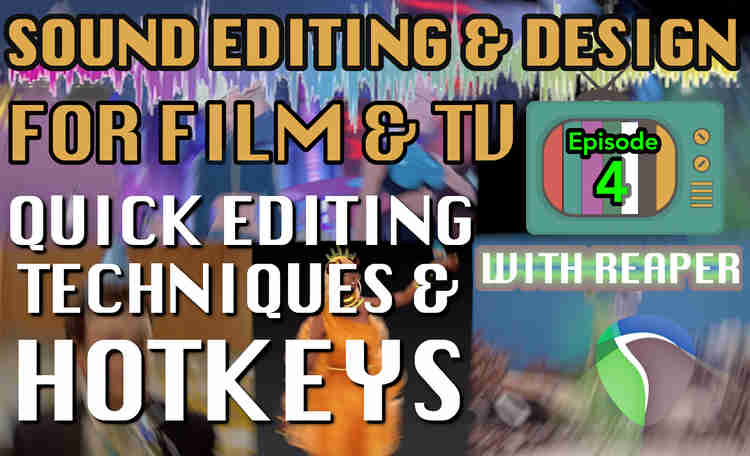 SOUND EDITING & DESIGN
FOR FILM & TV
Episode
4
QUICK EDITING
TECHNIQUES &
HOTKEYS
WITH REAPER